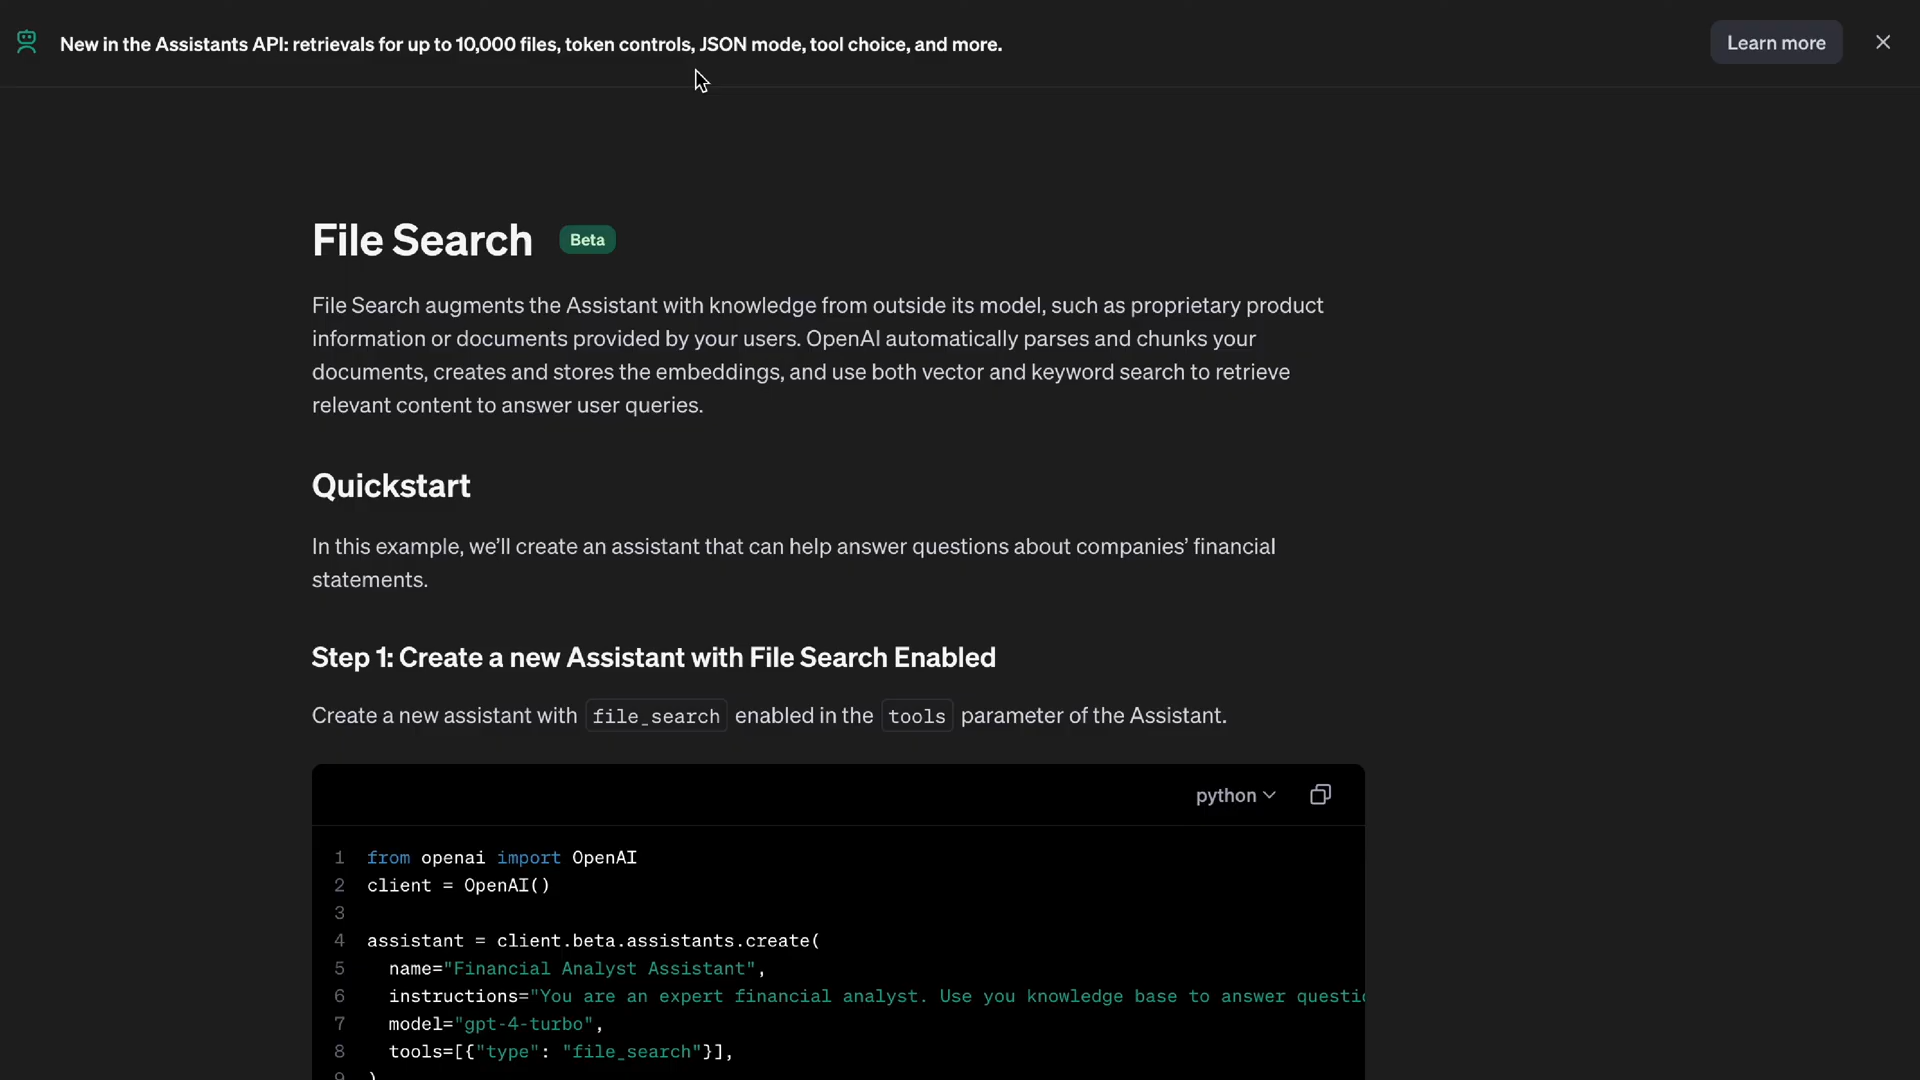 New in the Assistants API: retrievals for up to 10,000 files, token controls, JSON mode, tool choice, and more.
Learn more
File Search
Beta
File Search augments the Assistant with knowledge from outside its model, such as proprietary product
information or documents provided by your users. OpenAI automatically parses and chunks your
documents, creates and stores the embeddings, and use both vector and keyword search to retrieve
relevant content to answer user queries.
Quickstart
In this example, we’ll create an assistant that can help answer questions about companies’ financial
statements.
Step 1: Create a new Assistant with File Search Enabled
Create a new assistant with file_search enabled in the tools parameter of the Assistant.
python
1 from openai import OpenAI
2 client = OpenAI()
3
4 assistant = client.beta.assistants.create(
5   name="Financial Analyst Assistant",
6   instructions="You are an expert financial analyst. Use you knowledge base to answer
7   model="gpt-4-turbo",
8   tools=[{"type": "file_search"}],
9 )